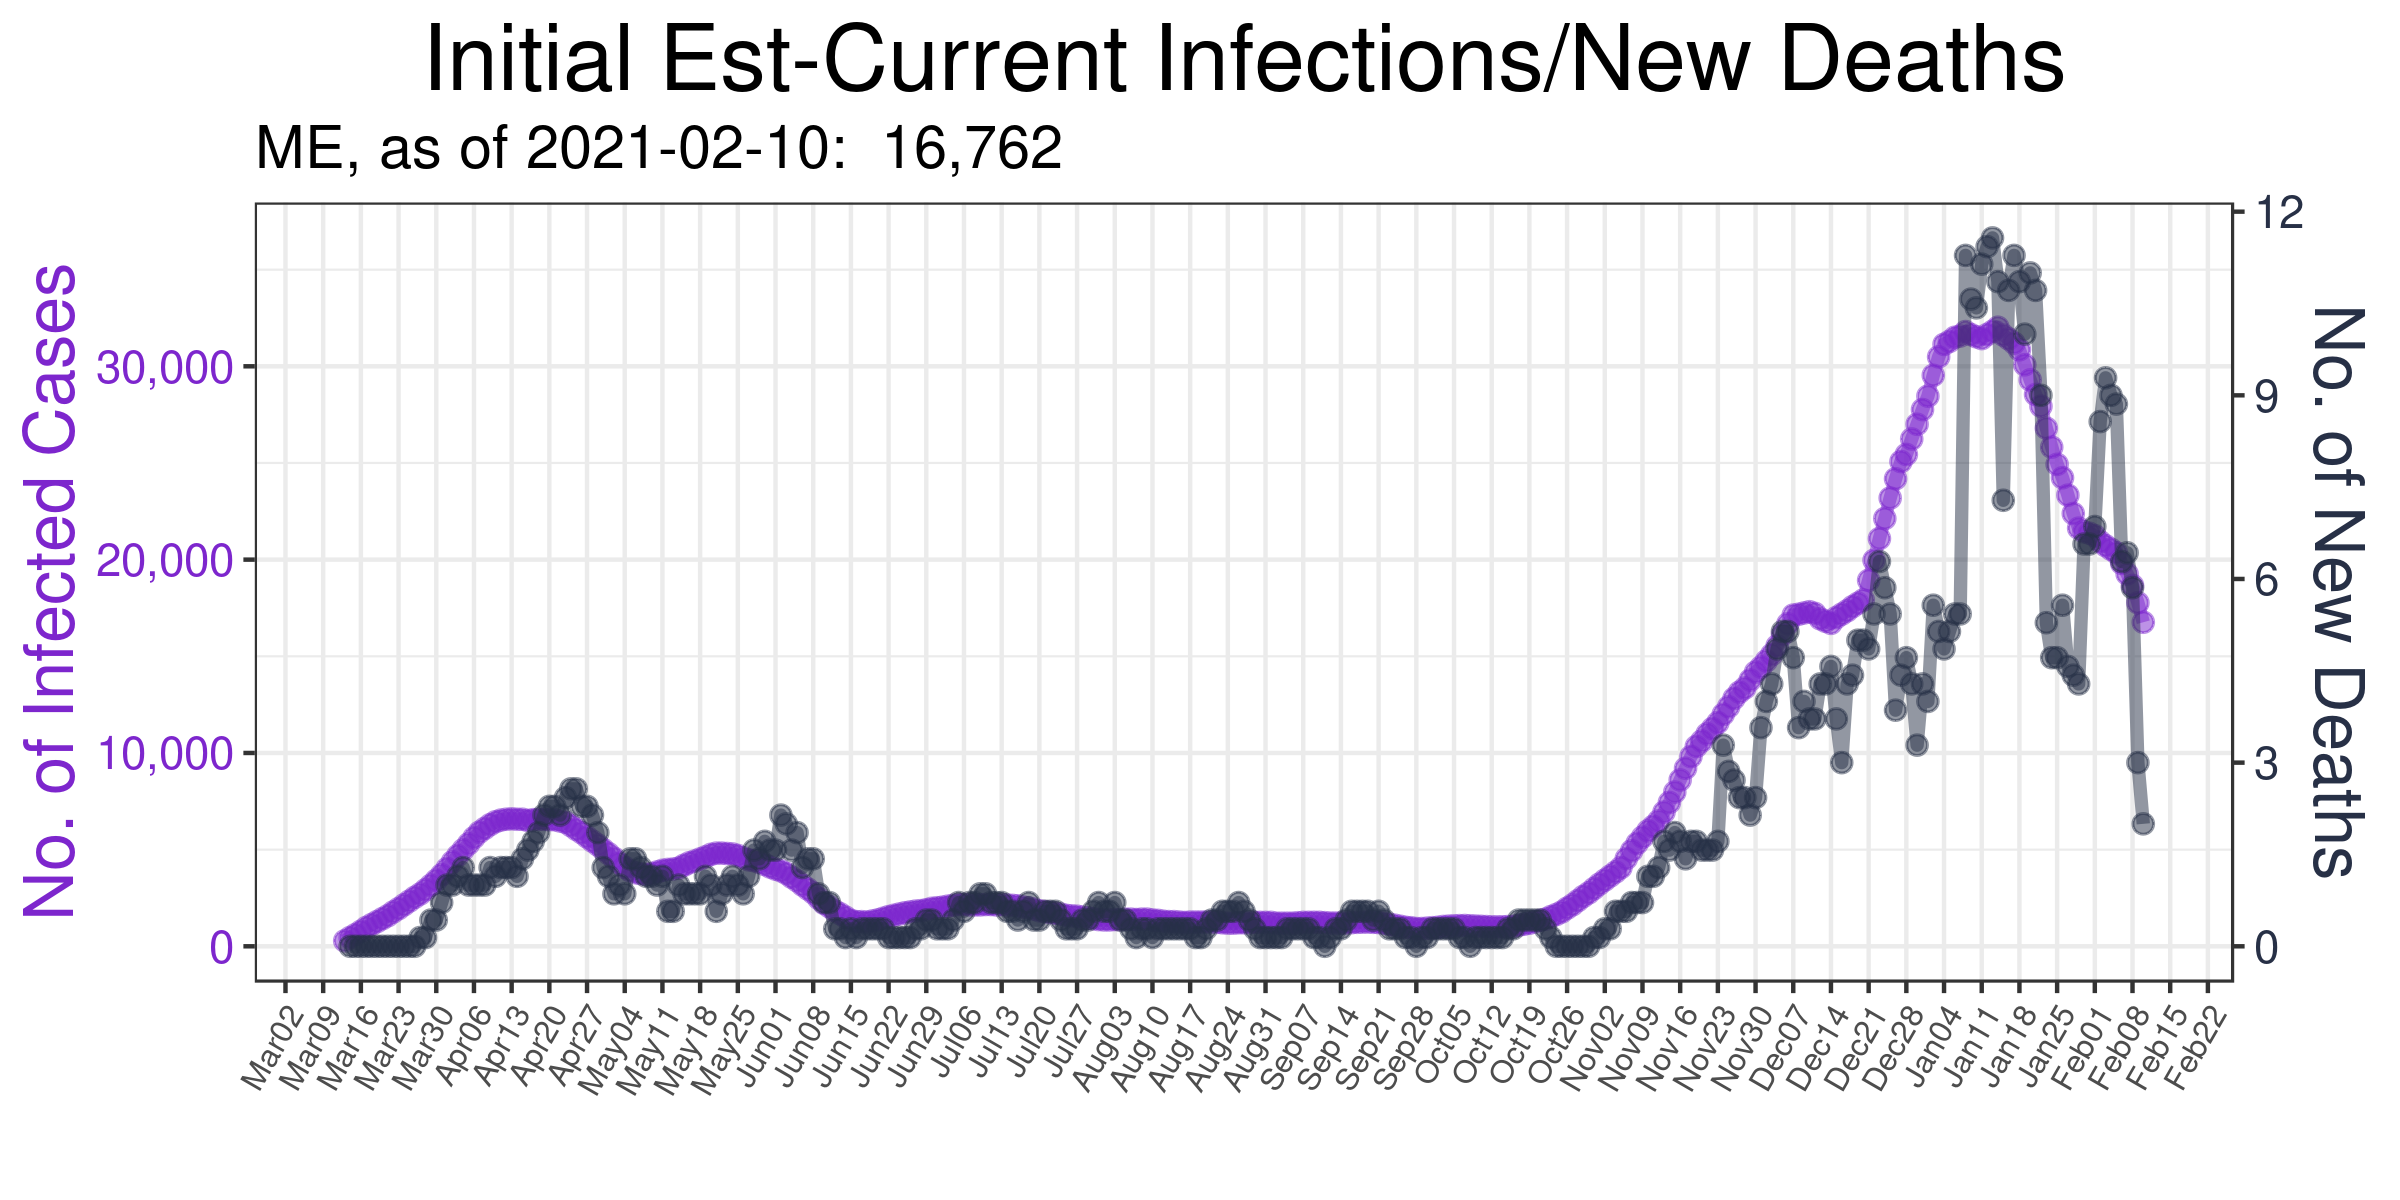 Initial Est-Current Infections/New Deaths
ME, as of 2021-02-10: 16,762
No. of Infected Cases
30,000
20,000
10,000
0
12
9
6
3
0
No. of New Deaths
Mar02
Mar09
Mar16
Mar23
Mar30
Apr06
Apr13
Apr20
Apr27
May04
May11
May18
May25
Jun01
Jun08
Jun15
Jun22
Jun29
Jul06
Jul13
Jul20
Jul27
Aug03
Aug10
Aug17
Aug24
Aug31
Sep07
Sep14
Sep21
Sep28
Oct05
Oct12
Oct19
Oct26
Nov02
Nov09
Nov16
Nov23
Nov30
Dec07
Dec14
Dec21
Dec28
Jan04
Jan11
Jan18
Jan25
Feb01
Feb08
Feb15
Feb22